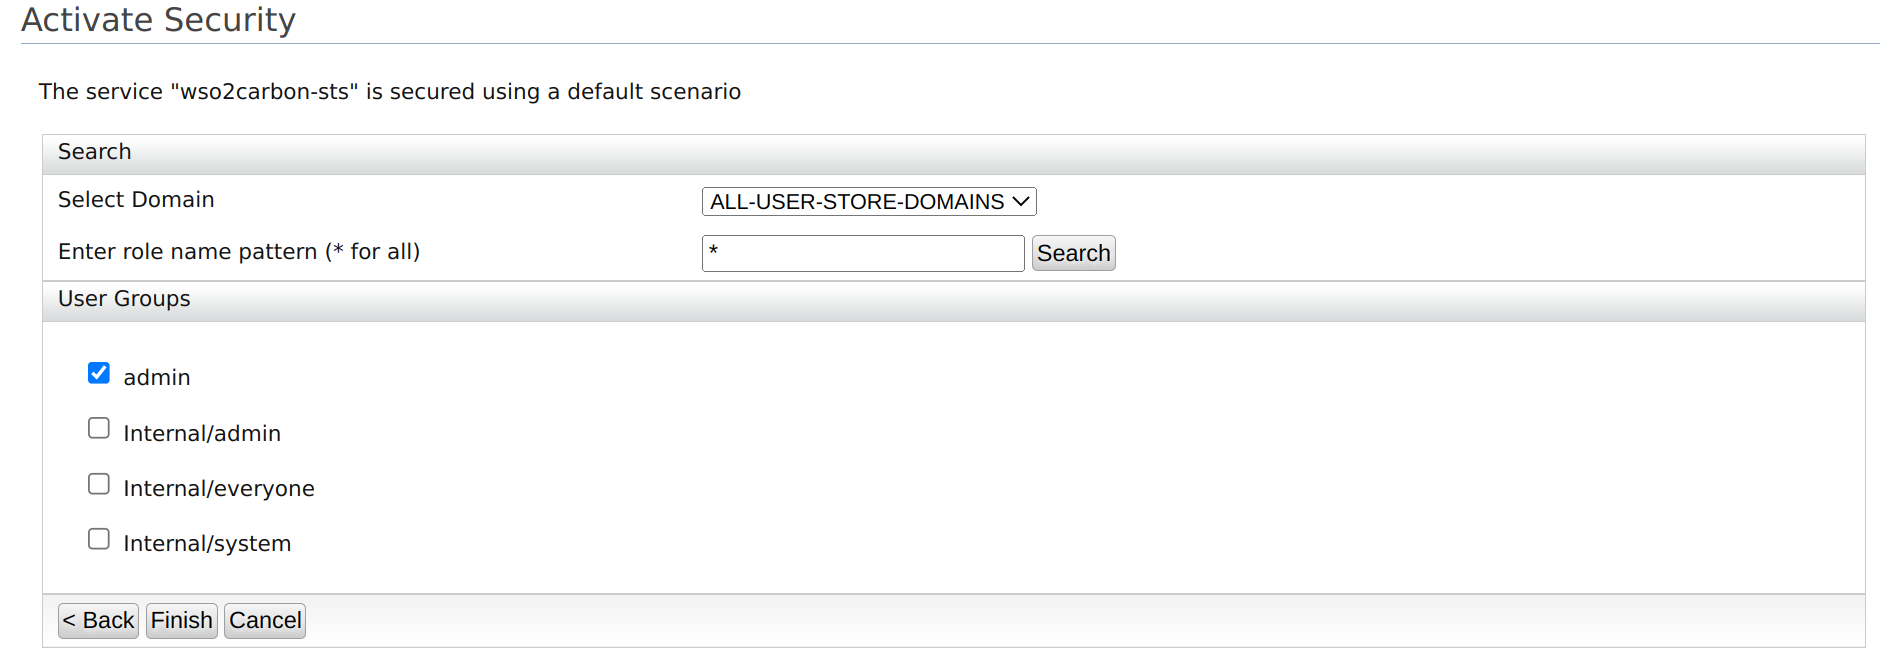 Activate Security
The service "wso2carbon-sts" is secured using a default scenario
Search
Select Domain ALL-USER-STORE-DOMAINS
Enter role name pattern (* for all) * Search
User Groups
admin
Internal/admin
Internal/everyone
Internal/system
< Back Finish Cancel